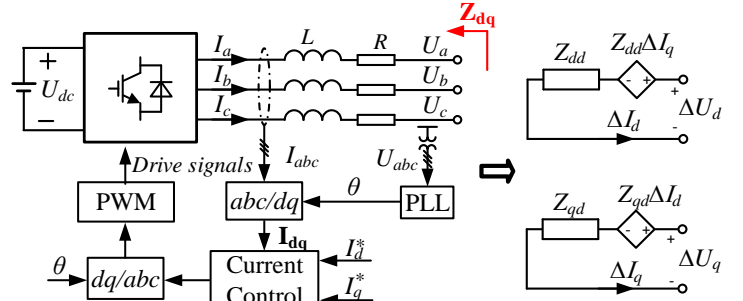 Z_dq
I_a
L
R
U_a
+
U_dc
−
I_b
U_b
I_c
U_c
Drive signals
I_abc
U_abc
PWM
abc/dq
θ
PLL
I_dq
θ
dq/abc
Current
Control
I_d^*
I_q^*
Z_dd
Z_dd ΔI_q
- +
+
ΔU_d
ΔI_d
-
Z_qd
Z_qd ΔI_d
- +
+
ΔU_q
ΔI_q
-